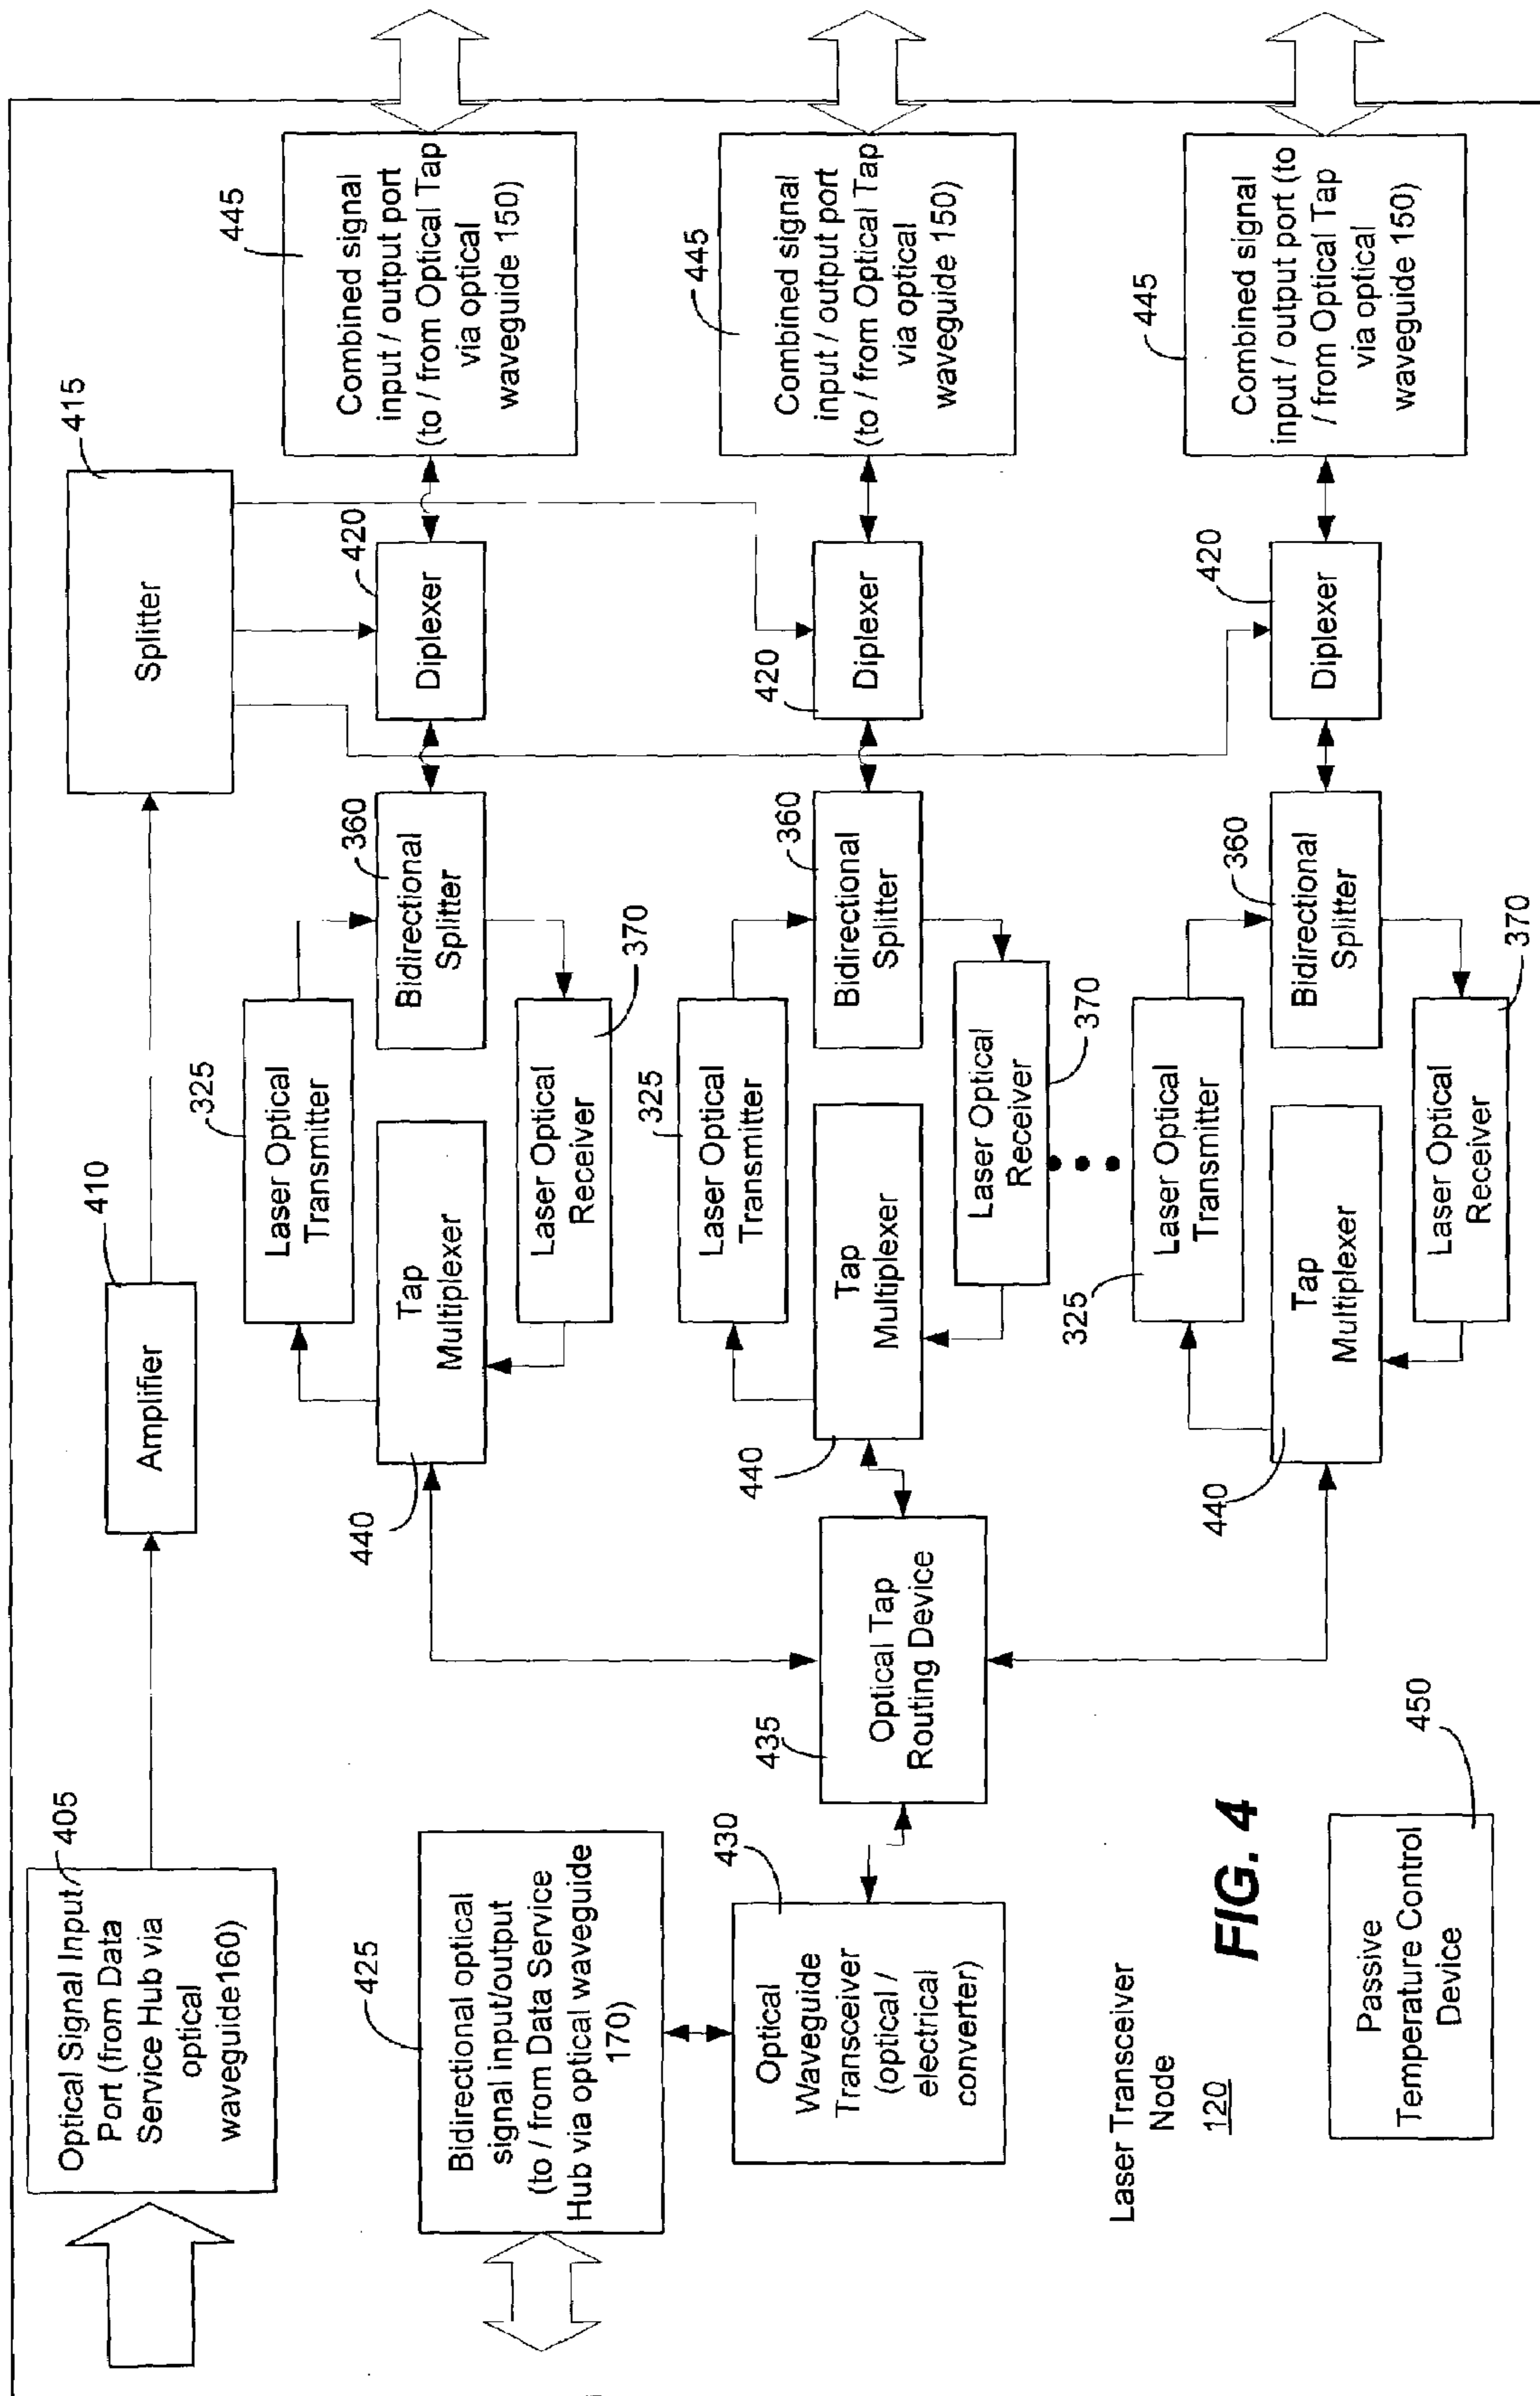 Optical Signal Input
Port (from Data
Service Hub via
optical
waveguide160)
405
Amplifier
410
Splitter
415
Bidirectional optical
signal input/output
(to / from Data Service
Hub via optical waveguide
170)
425
Optical
Waveguide
Transceiver
(optical /
electrical
converter)
430
Optical Tap
Routing Device
435
Tap
Multiplexer
440
Laser Optical
Transmitter
325
Laser Optical
Receiver
370
Bidirectional
Splitter
360
Diplexer
420
Combined signal
input / output port
(to / from Optical Tap
via optical
waveguide 150)
445
Tap
Multiplexer
440
Laser Optical
Transmitter
325
Laser Optical
Receiver
370
Bidirectional
Splitter
360
Diplexer
420
Combined signal
input / output port
(to / from Optical Tap
via optical
waveguide 150)
445
Tap
Multiplexer
440
Laser Optical
Transmitter
325
Laser Optical
Receiver
370
Bidirectional
Splitter
360
Diplexer
420
Combined signal
input / output port (to
/ from Optical Tap
via optical
waveguide 150)
445
Laser Transceiver
Node
120
FIG. 4
Passive
Temperature Control
Device
450